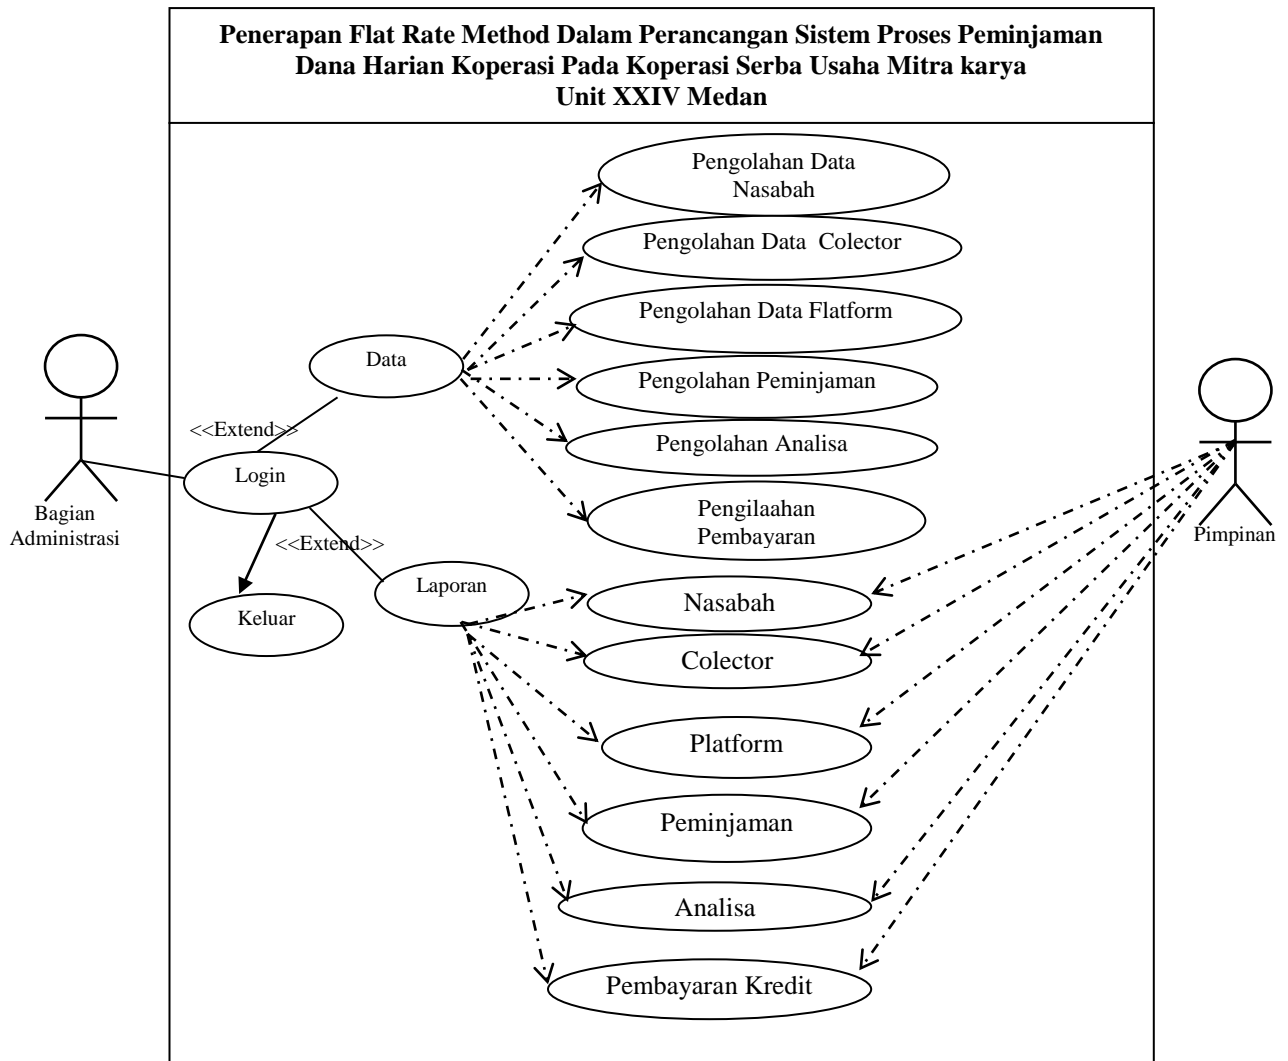 Penerapan Flat Rate Method Dalam Perancangan Sistem Proses Peminjaman
Dana Harian Koperasi Pada Koperasi Serba Usaha Mitra karya
Unit XXIV Medan
Pengolahan Data
Nasabah
Pengolahan Data  Colector
Pengolahan Data Flatform
Data
Pengolahan Peminjaman
<<Extend>>
Pengolahan Analisa
Login
Bagian
Administrasi
Pengilaahan
Pembayaran
Pimpinan
<<Extend>>
Laporan
Nasabah
Keluar
Colector
Platform
Peminjaman
Analisa
Pembayaran Kredit